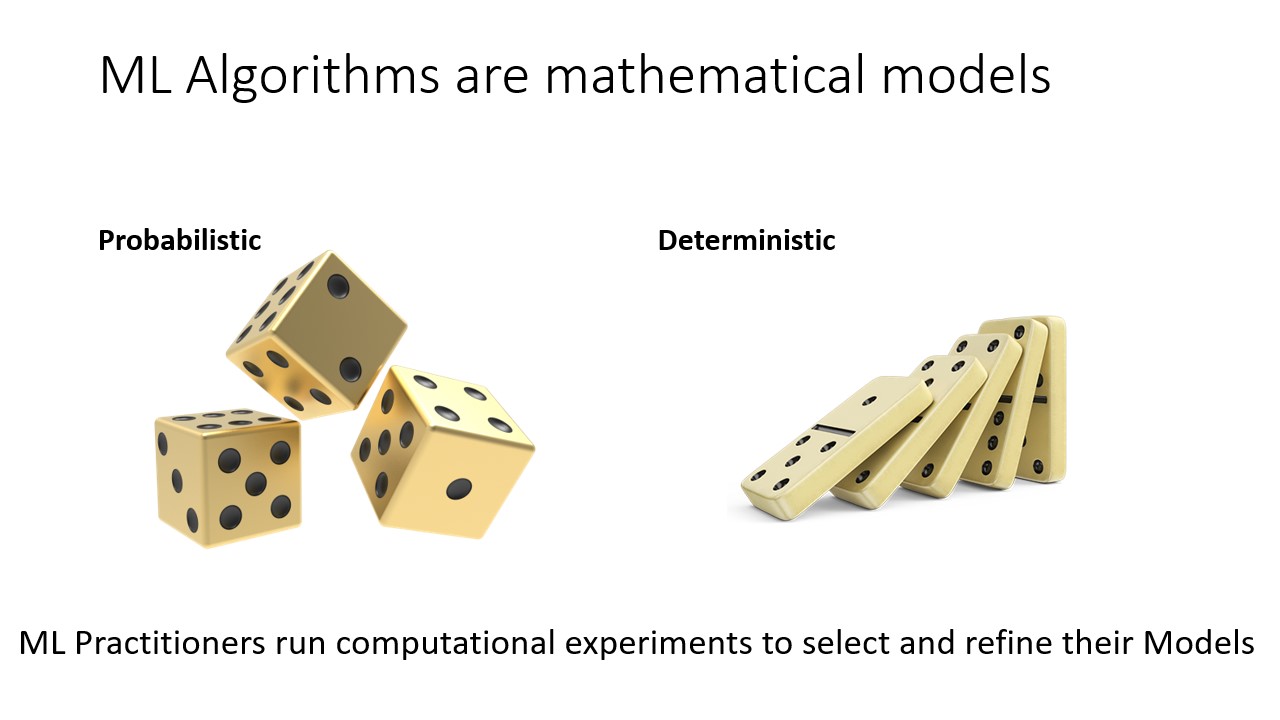 ML Algorithms are mathematical models
Probabilistic
Deterministic
ML Practitioners run computational experiments to select and refine their Models